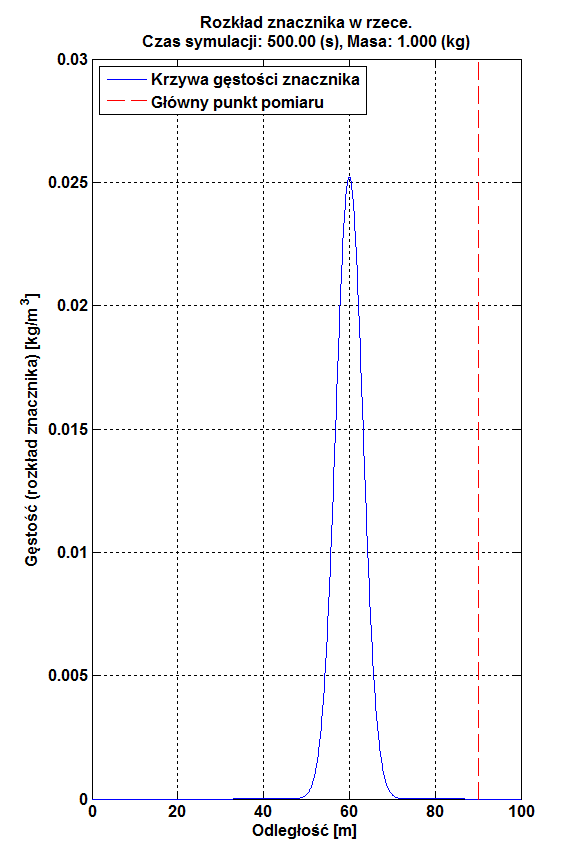 Rozkład znacznika w rzece.
Czas symulacji: 500.00 (s), Masa: 1.000 (kg)
Krzywa gęstości znacznika
Główny punkt pomiaru
Gęstość (rozkład znacznika) [kg/m³]
0.03
0.025
0.02
0.015
0.01
0.005
0
0 20 40 60 80 100
Odległość [m]